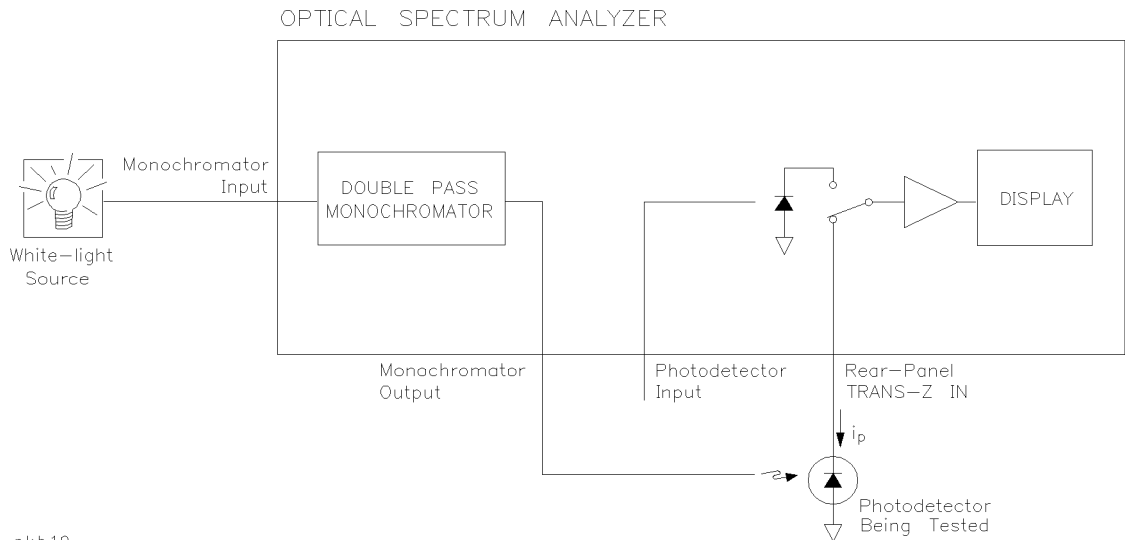 OPTICAL SPECTRUM ANALYZER
Monochromator
Input
DOUBLE PASS
MONOCHROMATOR
DISPLAY
White-light
Source
Monochromator
Output
Photodetector
Input
Rear-Panel
TRANS-Z IN
ip
Photodetector
Being Tested